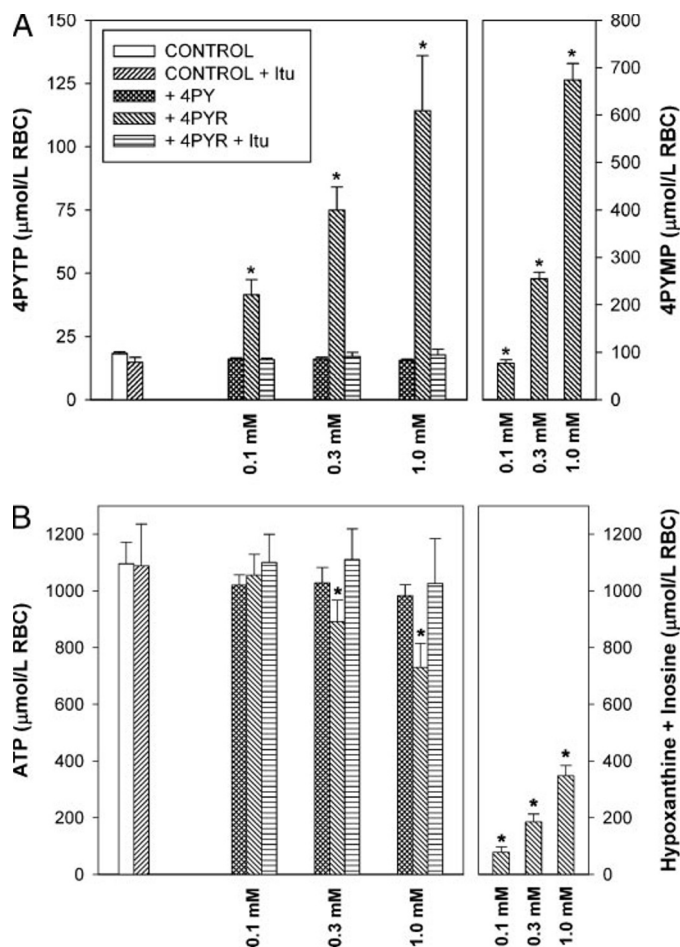 A
4PYTP (µmol/L RBC)
150
125
100
75
50
25
0
CONTROL
CONTROL + Itu
+ 4PY
+ 4PYR
+ 4PYR + Itu
*
*
*
0.1 mM
0.3 mM
1.0 mM
*
*
*
0.1 mM
0.3 mM
1.0 mM
800
700
600
500
400
300
200
100
0
4PYMP (µmol/L RBC)
B
ATP (µmol/L RBC)
1200
1000
800
600
400
200
0
*
*
0.1 mM
0.3 mM
1.0 mM
*
*
*
0.1 mM
0.3 mM
1.0 mM
1200
1000
800
600
400
200
0
Hypoxanthine + Inosine (µmol/L RBC)